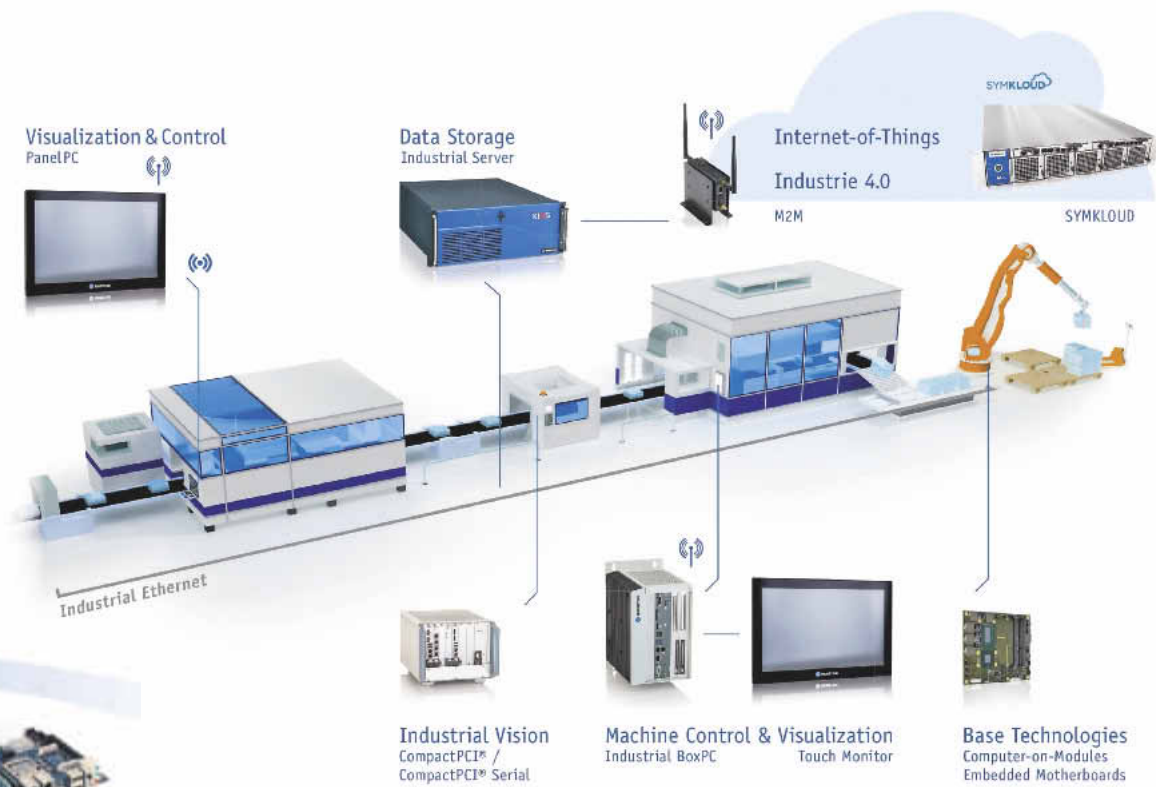 SYMKLOUD
Visualization & Control
PanelPC
Data Storage
Industrial Server
Internet-of-Things
Industrie 4.0
M2M
SYMKLOUD
Industrial Ethernet
Industrial Vision
CompactPCI® /
CompactPCI® Serial
Machine Control & Visualization
Industrial BoxPC
Touch Monitor
Base Technologies
Computer-on-Modules
Embedded Motherboards